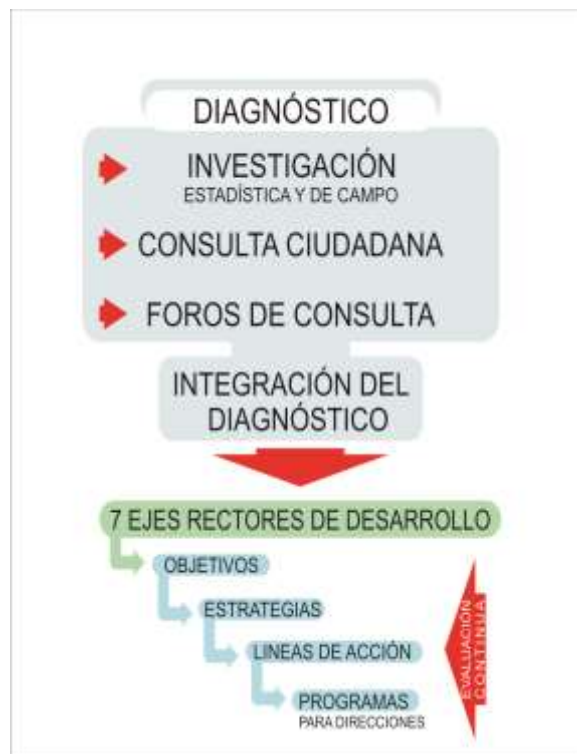 DIAGNÓSTICO
INVESTIGACIÓN
ESTADÍSTICA Y DE CAMPO
CONSULTA CIUDADANA
FOROS DE CONSULTA
INTEGRACIÓN DEL
DIAGNÓSTICO
7 EJES RECTORES DE DESARROLLO
OBJETIVOS
ESTRATEGIAS
LINEAS DE ACCIÓN
PROGRAMAS
PARA DIRECCIONES
EVALUACIÓN
CONTINUA